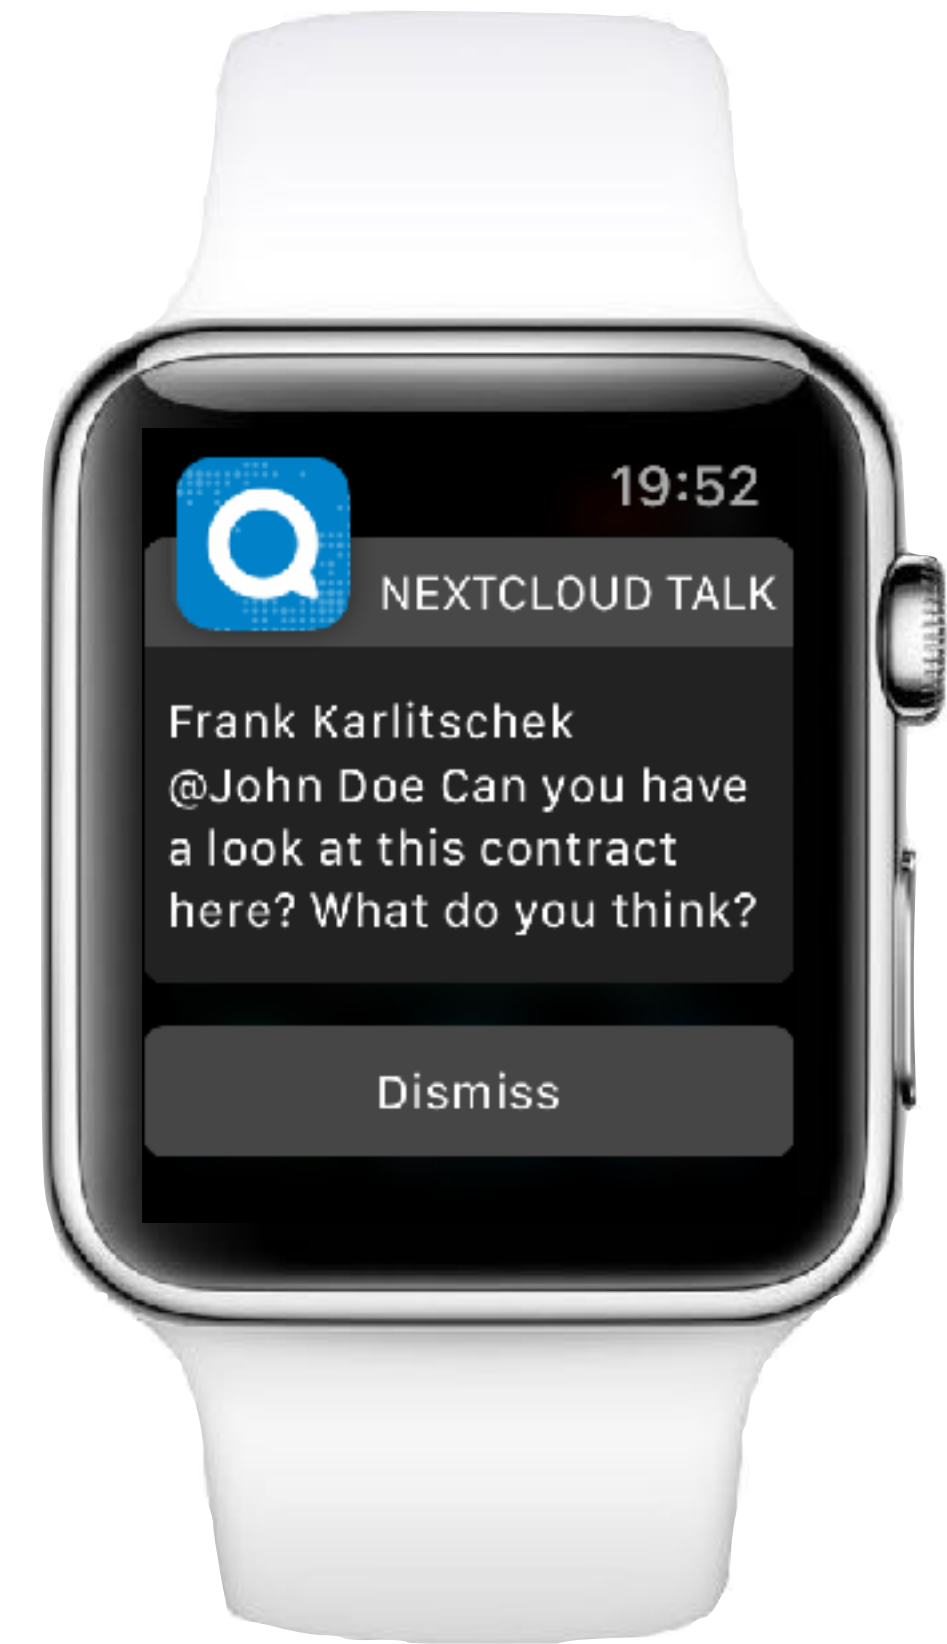 19:52
NEXTCLOUD TALK
Frank Karlitschek
@John Doe Can you have
a look at this contract
here? What do you think?
Dismiss